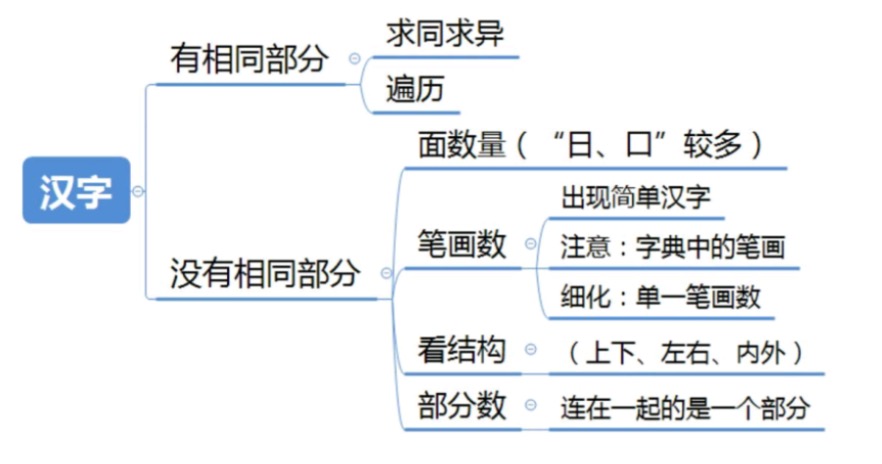 汉字
有相同部分
求同求异
遍历
没有相同部分
面数量（“日、口”较多）
笔画数
出现简单汉字
注意：字典中的笔画
细化：单一笔画数
看结构
（上下、左右、内外）
部分数
连在一起的是一个部分